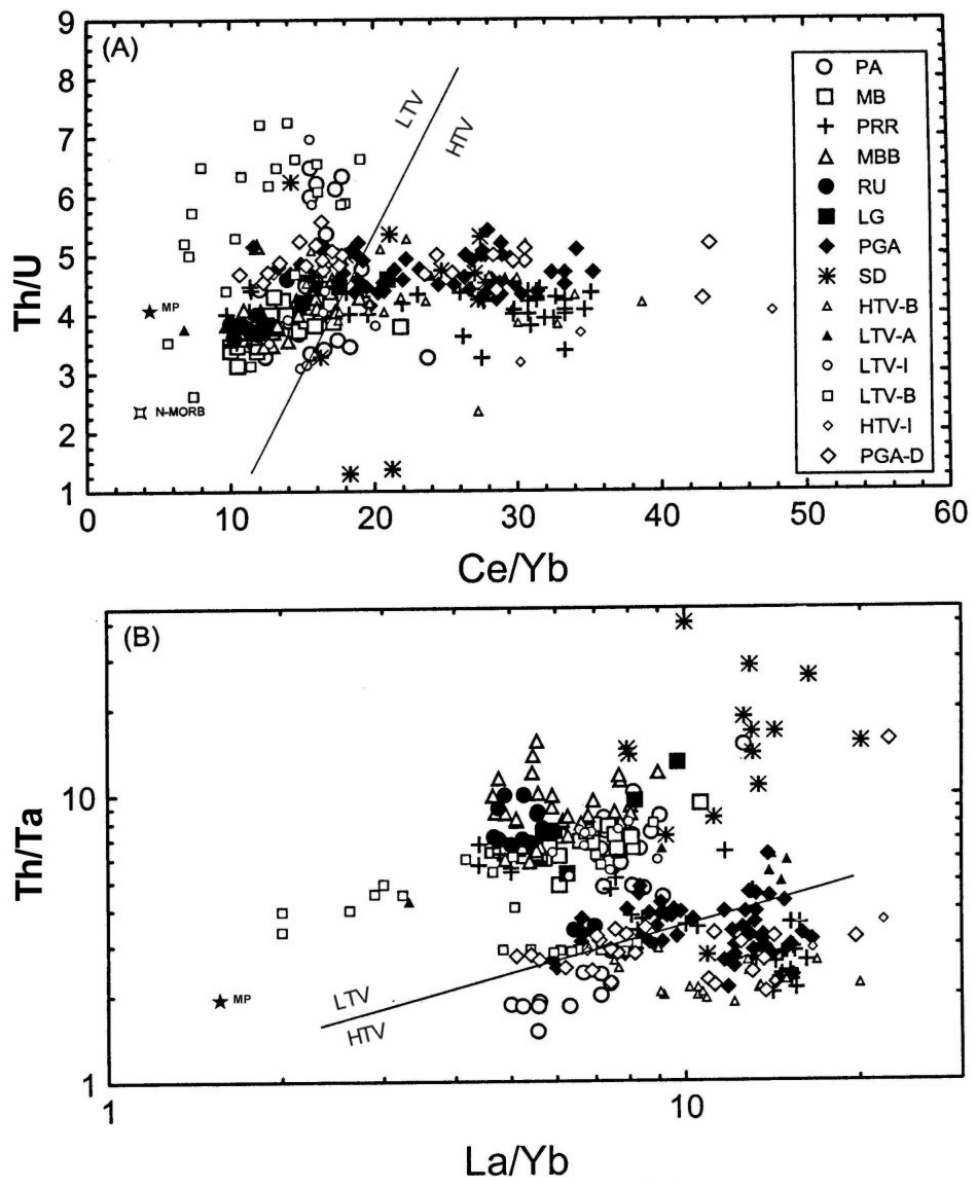 (A)
9
8
7
6
5
4
3
2
1
Th/U
LTV
HTV
MP
N-MORB
PA
MB
PRR
MBB
RU
LG
PGA
SD
HTV-B
LTV-A
LTV-I
LTV-B
HTV-I
PGA-D
0 10 20 30 40 50 60
Ce/Yb
(B)
10
1
Th/Ta
LTV
HTV
MP
1 10
La/Yb